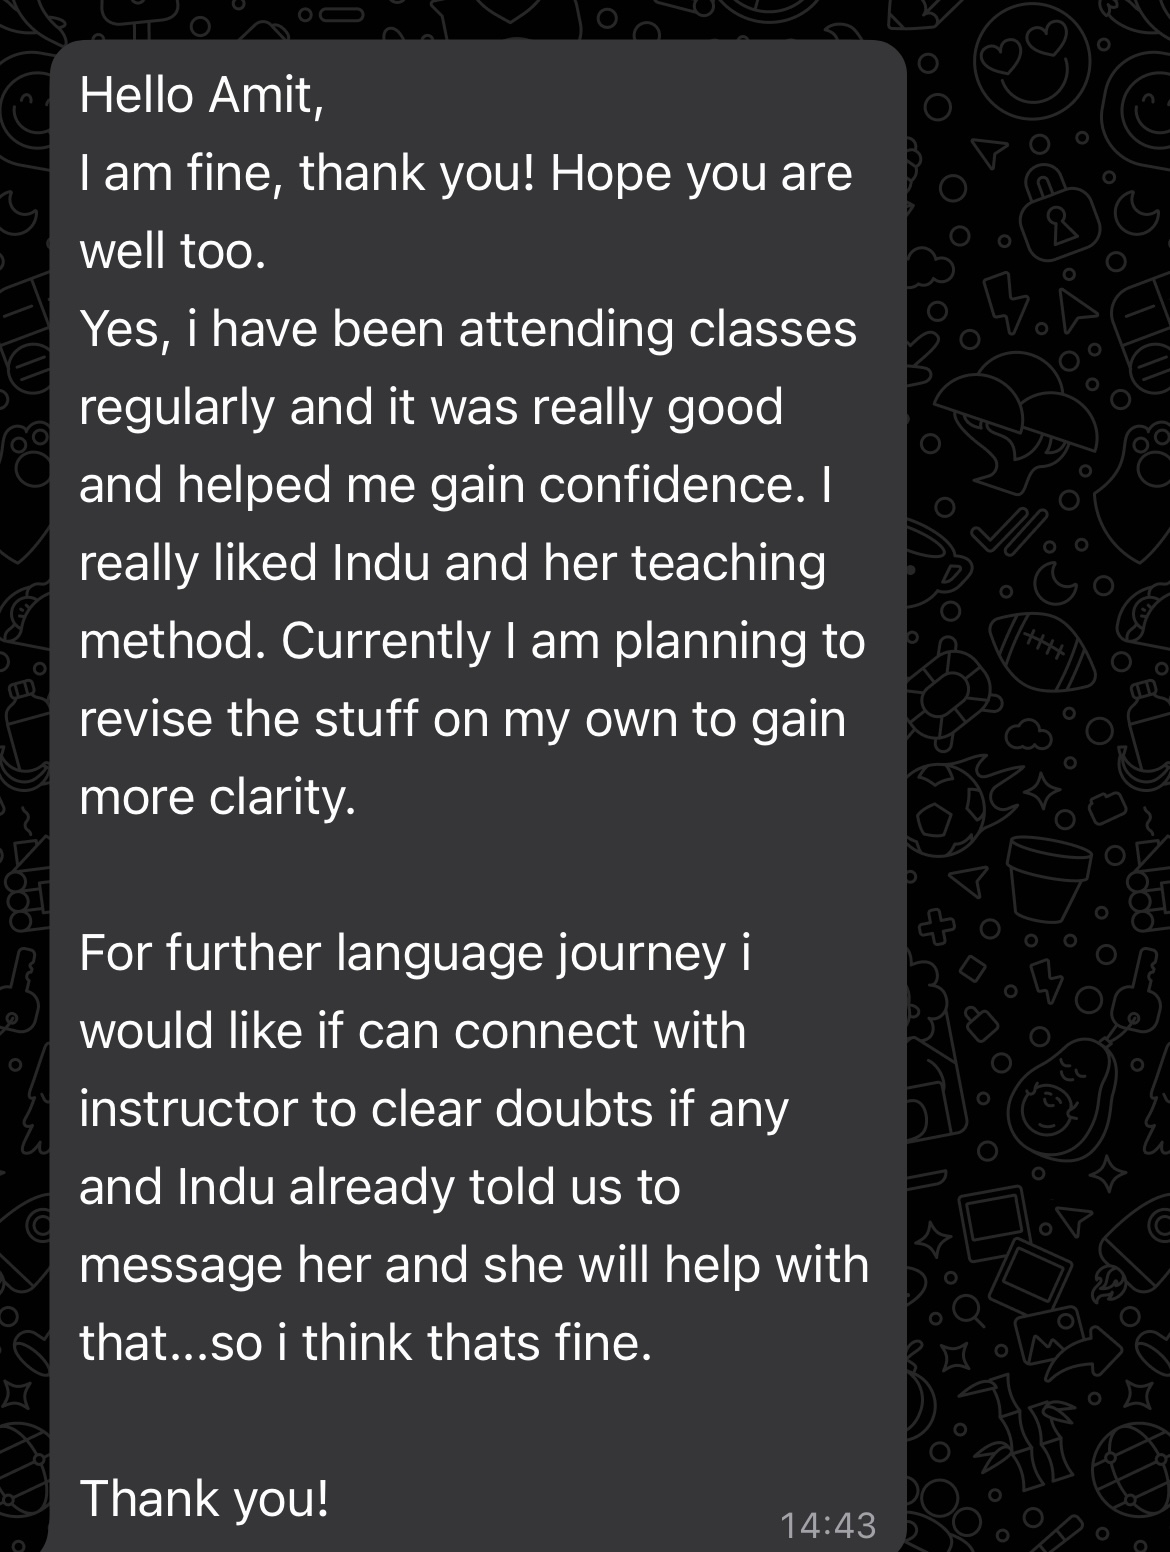 Hello Amit,
I am fine, thank you! Hope you are
well too.
Yes, i have been attending classes
regularly and it was really good
and helped me gain confidence. I
really liked Indu and her teaching
method. Currently I am planning to
revise the stuff on my own to gain
more clarity.
For further language journey i
would like if can connect with
instructor to clear doubts if any
and Indu already told us to
message her and she will help with
that...so i think thats fine.
Thank you!
14:43